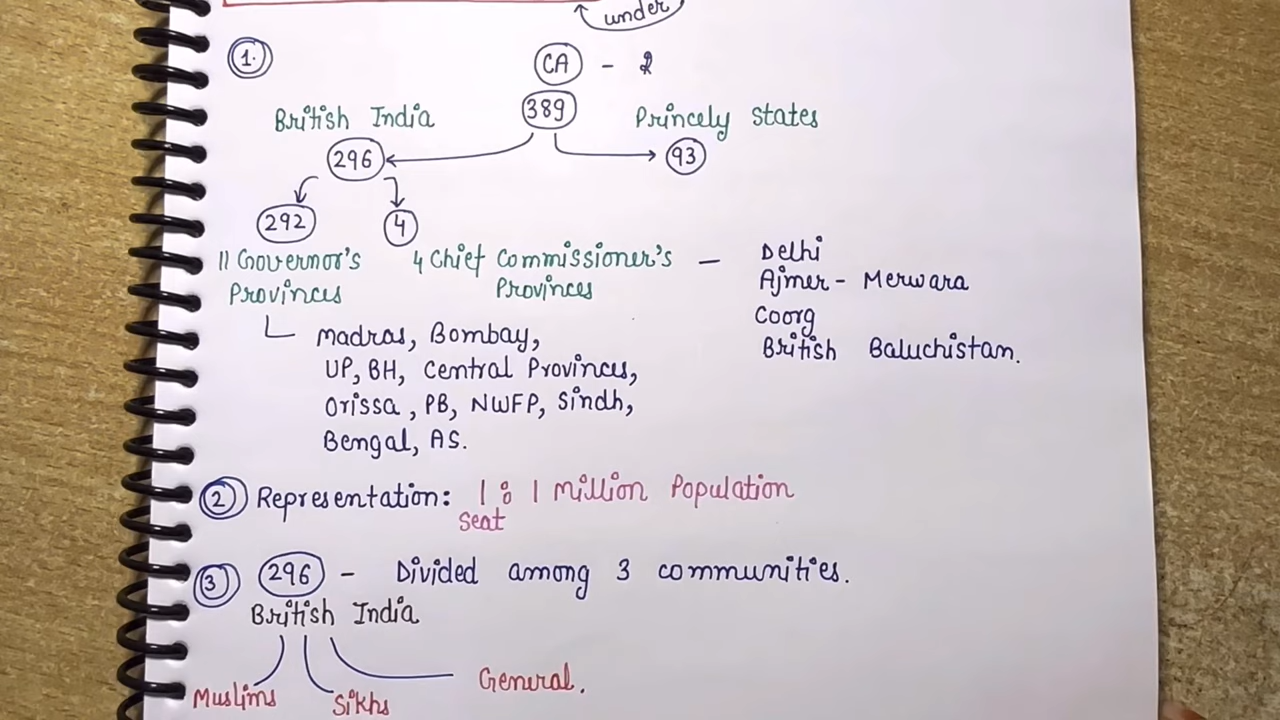 under
1.
CA -
British India 389 Princely States
296 93
292 4
11 Governor's Provinces
4 Chief Commissioner's Provinces -
Delhi
Ajmer - Merwara
Coorg
British Baluchistan.
Madras, Bombay,
UP, BH, Central Provinces,
Orissa, PB, NWFP, Sindh,
Bengal, AS.
2 Representation: 1 : 1 Million Population
Seat
3 296 - Divided among 3 communities.
British India
Muslims Sikhs General.